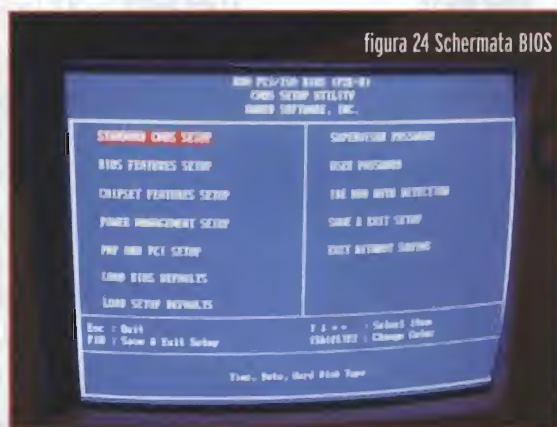 figura 24 Schermata BIOS
ROM PCI/ISA BIOS
CMOS SETUP UTILITY
AWARD SOFTWARE, INC.
STANDARD CMOS SETUP
BIOS FEATURES SETUP
CHIPSET FEATURES SETUP
POWER MANAGEMENT SETUP
PNP AND PCI SETUP
LOAD BIOS DEFAULTS
LOAD SETUP DEFAULTS
SUPERVISOR PASSWORD
USER PASSWORD
IDE HDD AUTO DETECTION
SAVE & EXIT SETUP
EXIT WITHOUT SAVING
Esc : Quit
F10 : Save & Exit Setup
: Select Item
(Shift)F2 : Change Color
Time, Date, Hard Disk Type